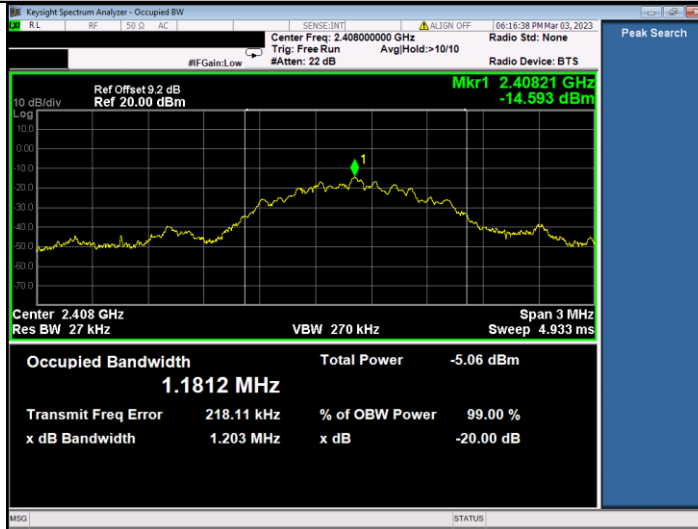 Keysight Spectrum Analyzer - Occupied BW
RL RF 50 Ω AC SENSE:INT ALIGN OFF 06:16:38 PM Mar 03, 2023
Center Freq: 2.408000000 GHz Radio Std: None
Trig: Free Run Avg|Hold:>10/10
#IFGain:Low #Atten: 22 dB Radio Device: BTS
Peak Search
Ref Offset 9.2 dB Mkr1 2.40821 GHz
10 dB/div Ref 20.00 dBm -14.593 dBm
Log
10.0
0.00
-10.0
1
-20.0
-30.0
-40.0
-50.0
-60.0
-70.0
Center 2.408 GHz Span 3 MHz
Res BW 27 kHz VBW 270 kHz Sweep 4.933 ms
Occupied Bandwidth Total Power -5.06 dBm
1.1812 MHz
Transmit Freq Error 218.11 kHz % of OBW Power 99.00 %
x dB Bandwidth 1.203 MHz x dB -20.00 dB
MSG STATUS